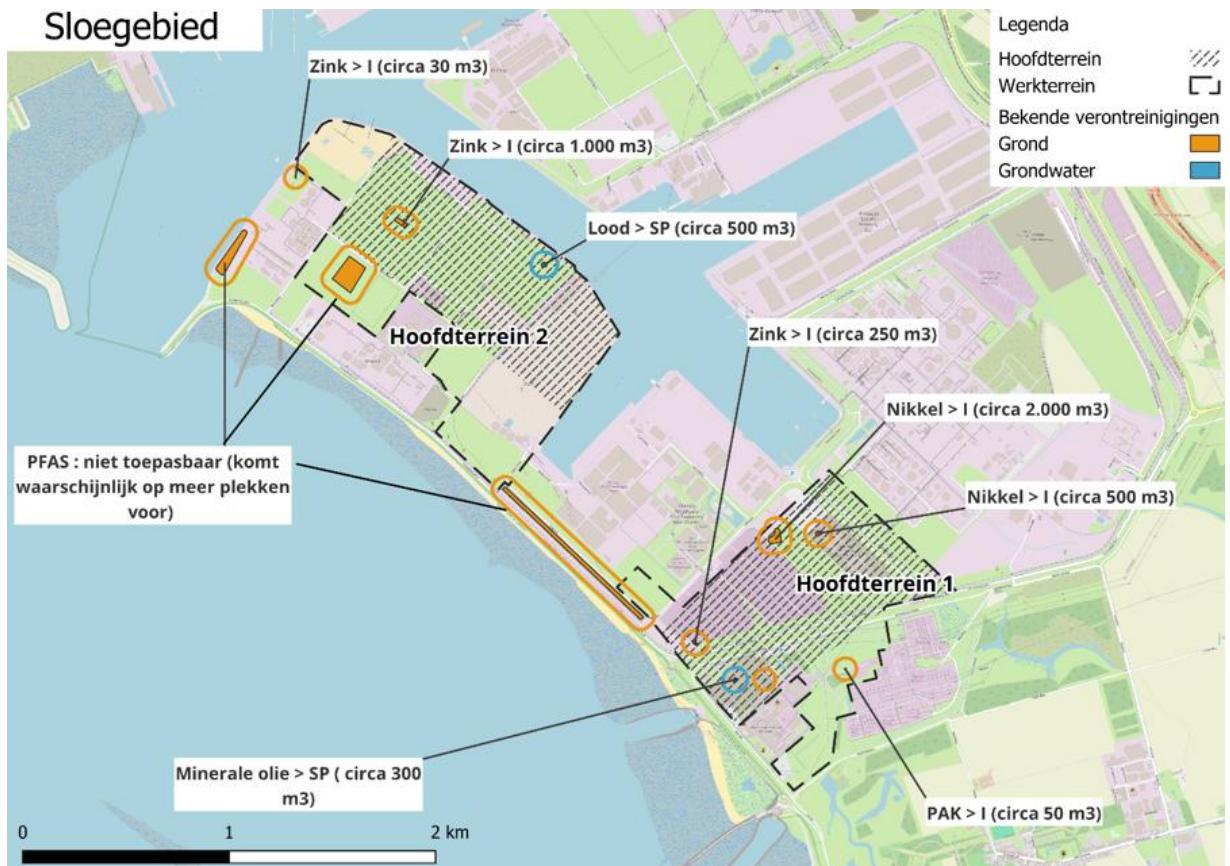 Sloegebied
Legenda
Hoofdterrein
Werkterrein
Bekende verontreinigingen
Grond
Grondwater
Zink > I (circa 30 m3)
Zink > I (circa 1.000 m3)
Lood > SP (circa 500 m3)
Hoofdterrein 2
Zink > I (circa 250 m3)
Nikkel > I (circa 2.000 m3)
PFAS : niet toepasbaar (komt
waarschijnlijk op meer plekken
voor)
Nikkel > I (circa 500 m3)
Hoofdterrein 1
Minerale olie > SP ( circa 300
m3)
PAK > I (circa 50 m3)
0 1 2 km